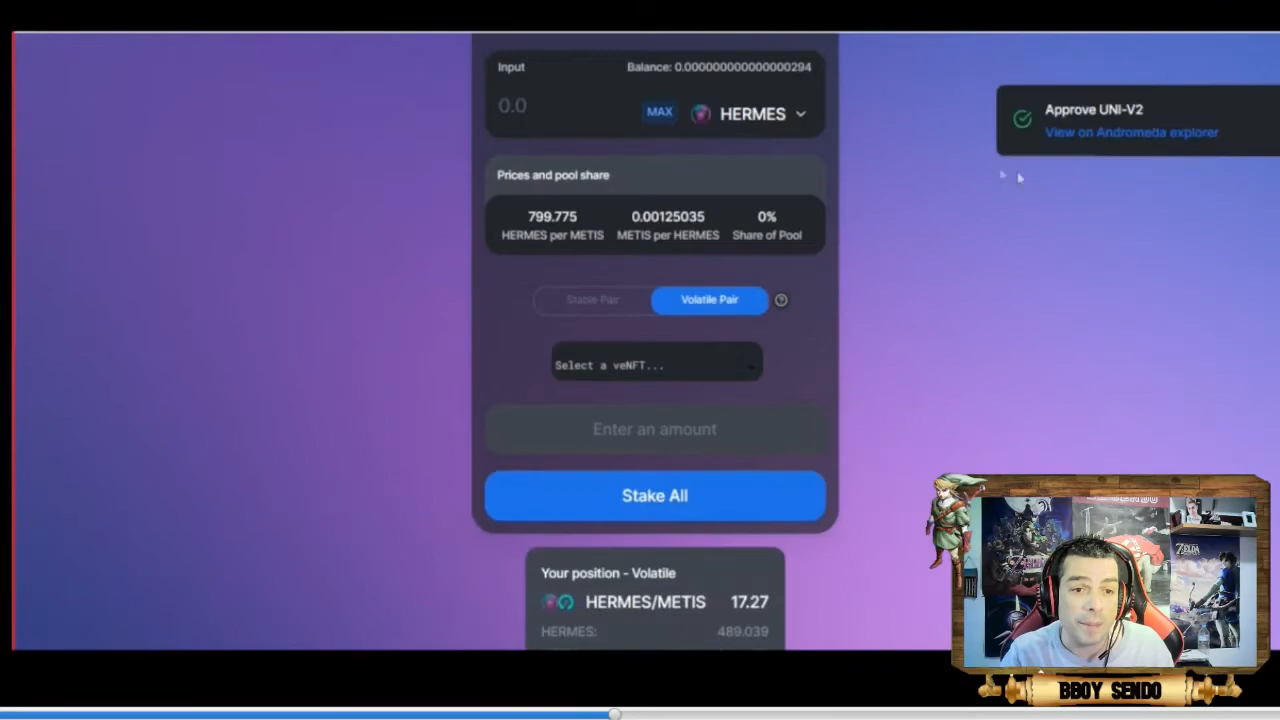 Input
Balance: 0.000000000000000294
0.0
MAX
HERMES
Approve UNI-V2
View on Andromeda explorer
Prices and pool share
799.775
0.00125035
0%
HERMES per METIS
METIS per HERMES
Share of Pool
Stable Pair
Volatile Pair
Select a veNFT...
Enter an amount
Stake All
Your position - Volatile
HERMES/METIS
17.27
HERMES:
489.039
ZELDA
BBOY SENDO